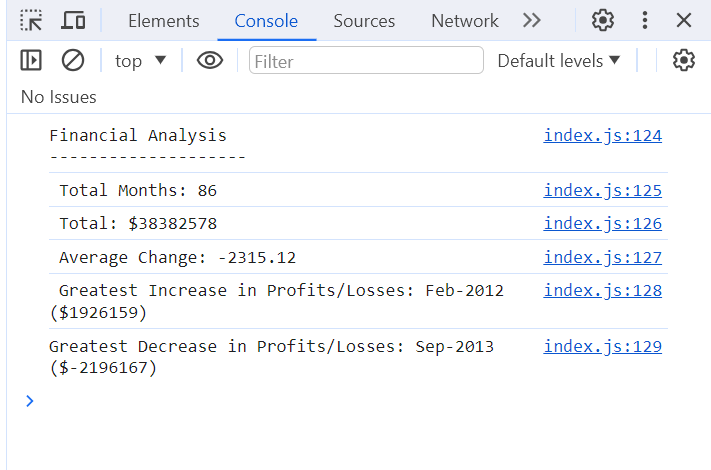 Elements Console Sources Network
top Filter Default levels
No Issues
Financial Analysis index.js:124
--------------------
Total Months: 86 index.js:125
Total: $38382578 index.js:126
Average Change: -2315.12 index.js:127
Greatest Increase in Profits/Losses: Feb-2012 index.js:128
($1926159)
Greatest Decrease in Profits/Losses: Sep-2013 index.js:129
($-2196167)